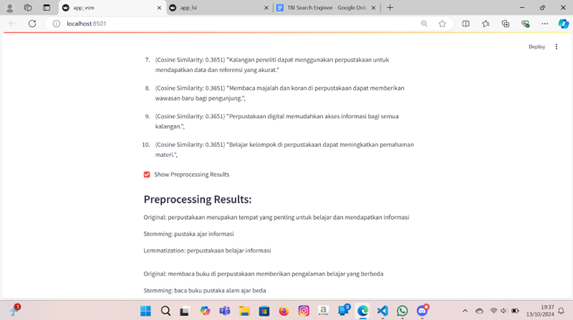 app_vsm
app_lsi
TBI Search Enginee - Google Dok
localhost:8501
Deploy
7. (Cosine Similarity: 0.3651) "Kalangan peneliti dapat menggunakan perpustakaan untuk
mendapatkan data dan referensi yang akurat."
8. (Cosine Similarity: 0.3651) "Membaca majalah dan koran di perpustakaan dapat memberikan
wawasan baru bagi pengunjung.",
9. (Cosine Similarity: 0.3651) "Perpustakaan digital memudahkan akses informasi bagi semua
kalangan.",
10. (Cosine Similarity: 0.3651) "Belajar kelompok di perpustakaan dapat meningkatkan pemahaman
materi.",
Show Preprocessing Results
Preprocessing Results:
Original: perpustakaan merupakan tempat yang penting untuk belajar dan mendapatkan informasi
Stemming: pustaka ajar informasi
Lemmatization: perpustakaan belajar informasi
Original: membaca buku di perpustakaan memberikan pengalaman belajar yang berbeda
Stemming: baca buku pustaka alam ajar beda
19:37
13/10/2024